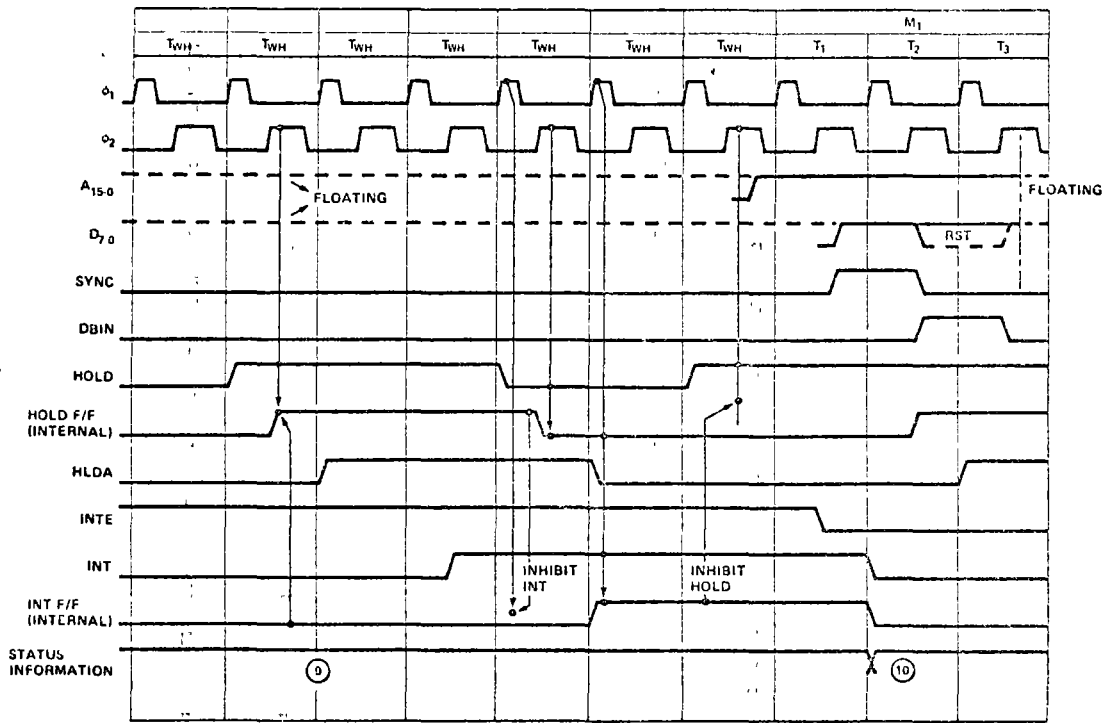 M1
TWH TWH TWH TWH TWH TWH TWH T1 T2 T3
ϕ1
ϕ2
A15-0
FLOATING
FLOATING
D7-0
RST
SYNC
DBIN
HOLD
HOLD F/F
(INTERNAL)
HLDA
INTE
INT
INHIBIT
INT
INHIBIT
HOLD
INT F/F
(INTERNAL)
STATUS
INFORMATION
9
10